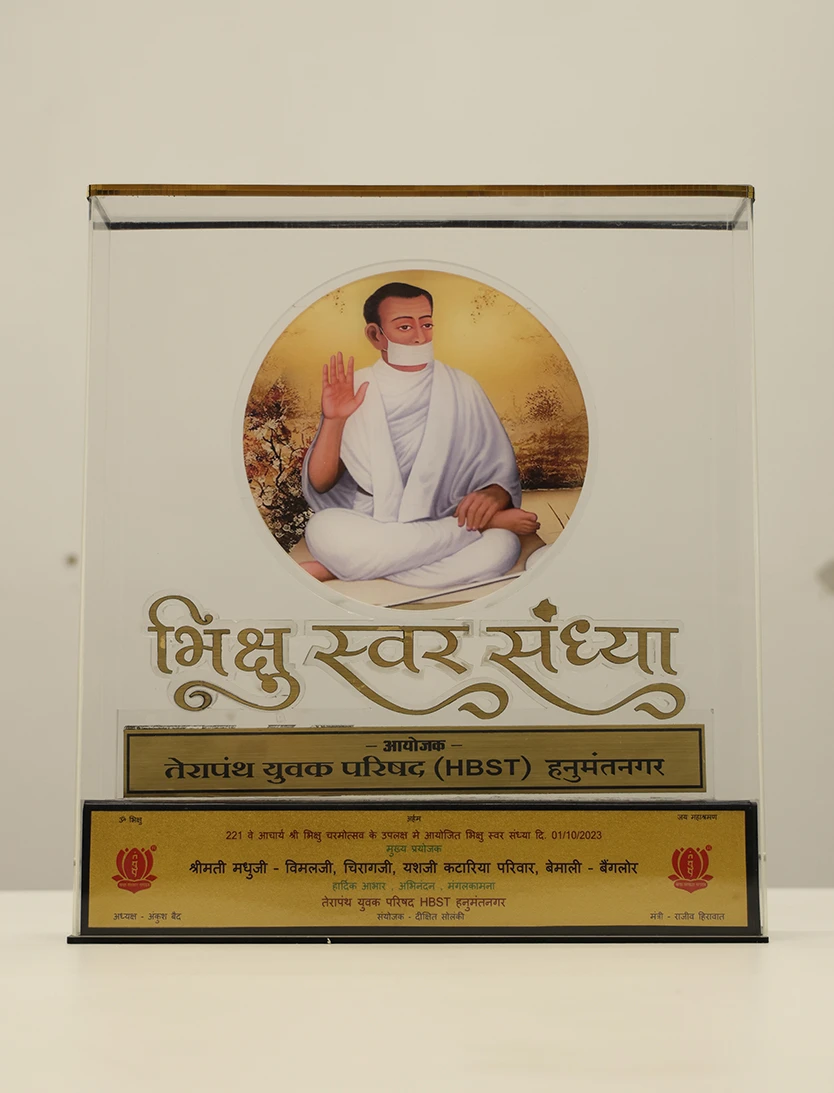 भिक्षु स्वर संध्या
– आयोजक –
तेरापंथ युवक परिषद (HBST) हनुमंतनगर
ॐ भिक्षु अर्हम जय महाश्रमण
221 वे आचार्य श्री भिक्षु चरमोत्सव के उपलक्ष मे आयोजित भिक्षु स्वर संध्या दि. 01/10/2023
मुख्य प्रयोजक
श्रीमती मधुजी - विमलजी, चिरागजी, यशजी कटारिया परिवार, बेमाली - बैंगलोर
हार्दिक आभार , अभिनंदन , मंगलकामना
तेरापंथ युवक परिषद HBST हनुमंतनगर
अध्यक्ष - अंकुश बैद संयोजक - दीक्षित सोलंकी मंत्री - राजीव हिरावात